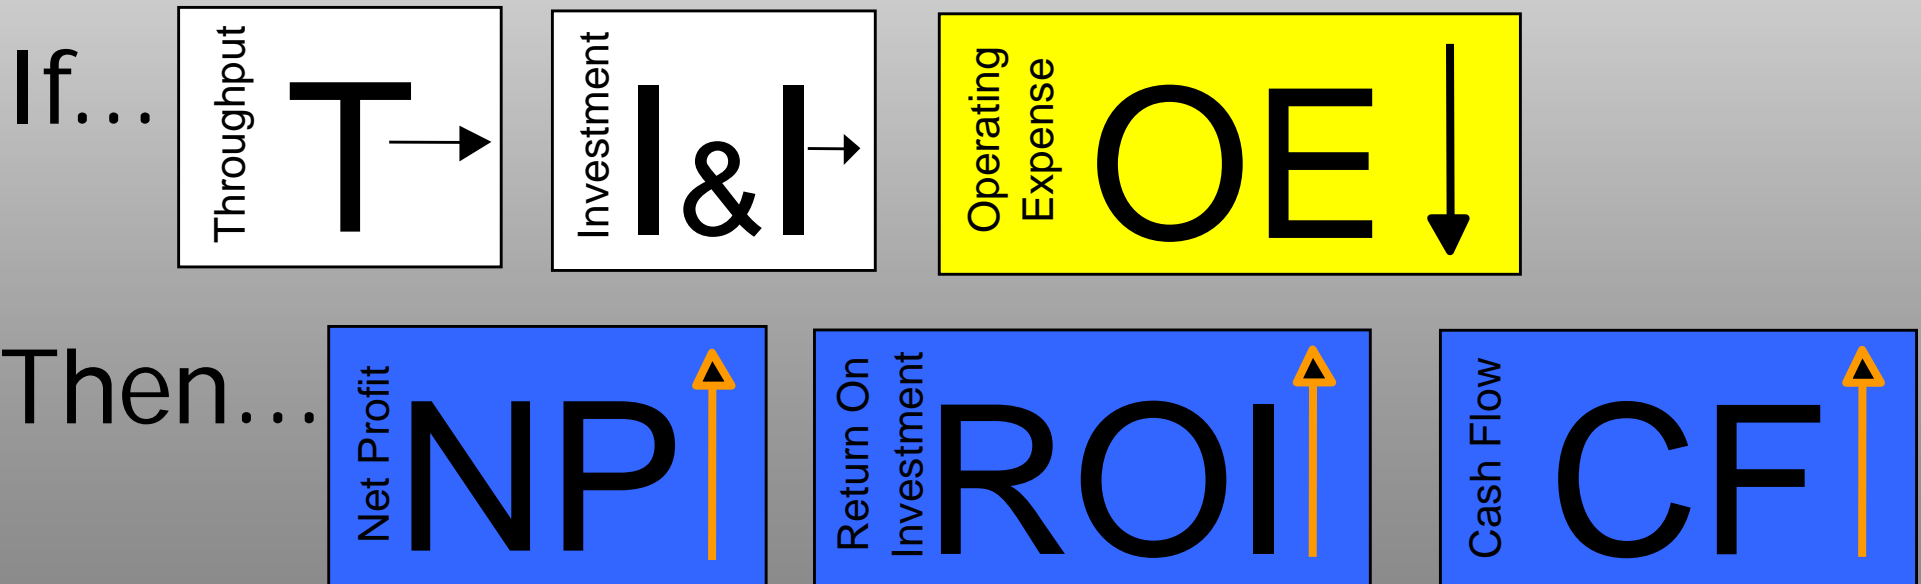 If...
Throughput
T
Investment
I&I
Operating
Expense
OE
Then...
Net Profit
NP
Return On
Investment
ROI
Cash Flow
CF